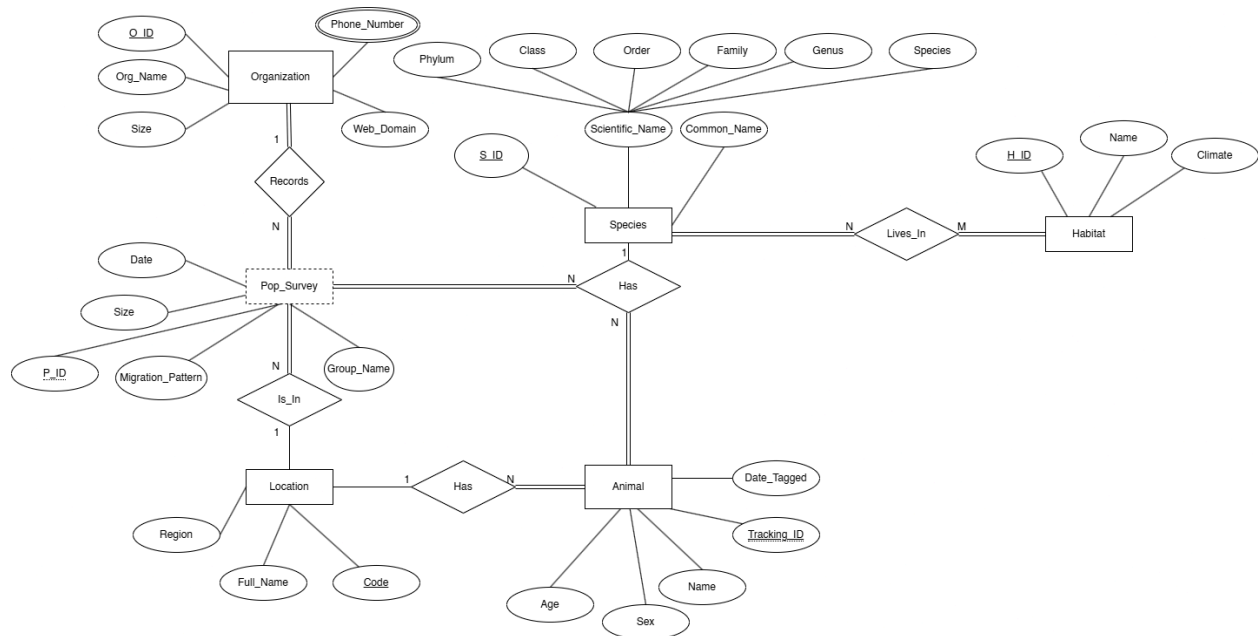 Phone_Number
O_ID
Org_Name
Size
Organization
Web_Domain
1
Records
N
Phylum
Class
Order
Family
Genus
Species
Scientific_Name
Common_Name
S_ID
Species
N
Lives_In
M
H_ID
Name
Climate
Habitat
Date
Size
P_ID
Migration_Pattern
Group_Name
Pop_Survey
N
1
Has
N
N
Is_In
1
Location
Region
Full_Name
Code
1
Has
N
Animal
Date_Tagged
Tracking_ID
Name
Sex
Age